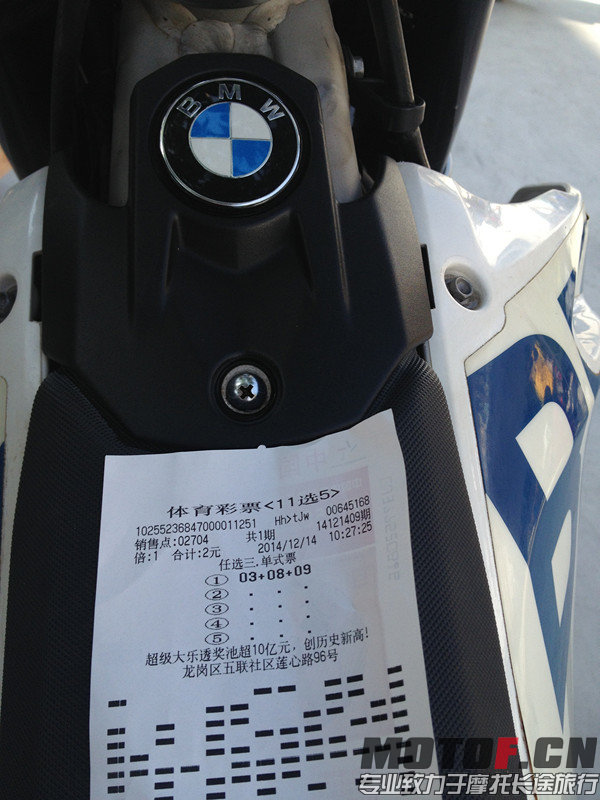 BMW
体育彩票<11选5>
10255236847000011251 Hh>tJw 00645168
销售点:02704 共1期 14121409期
倍:1 合计:2元 2014/12/14 10:27:25
任选三.单式票
① 03+08+09
② . . .
③ . . .
④ . . .
⑤ . . .
超级大乐透奖池超10亿元，创历史新高!
龙岗区五联社区莲心路96号
MOTOF.CN
专业致力于摩托长途旅行